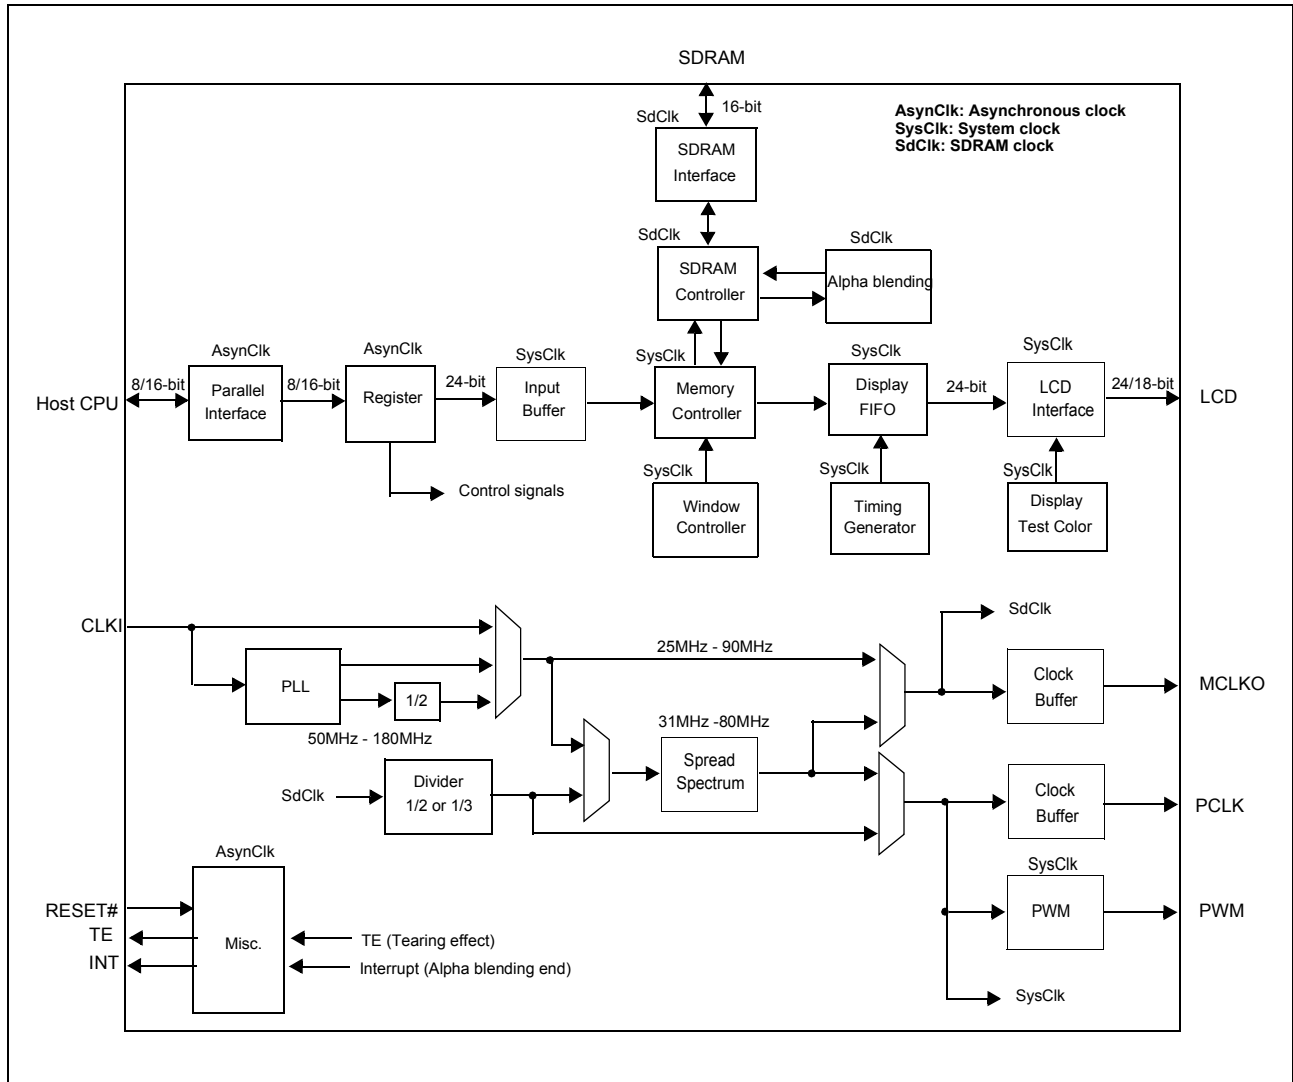 SDRAM
16-bit
AsynClk: Asynchronous clock
SysClk: System clock
SdClk: SDRAM clock
SdClk
SDRAM
Interface
SdClk
SDRAM
Controller
SdClk
Alpha blending
Host CPU
8/16-bit
AsynClk
Parallel
Interface
8/16-bit
AsynClk
Register
24-bit
SysClk
Input
Buffer
SysClk
Memory
Controller
SysClk
Display
FIFO
24-bit
SysClk
LCD
Interface
24/18-bit
LCD
Control signals
SysClk
Window
Controller
SysClk
Timing
Generator
SysClk
Display
Test Color
CLKI
PLL
1/2
50MHz - 180MHz
25MHz - 90MHz
SdClk
Clock
Buffer
MCLKO
31MHz -80MHz
Spread
Spectrum
SdClk
Divider
1/2 or 1/3
Clock
Buffer
PCLK
SysClk
PWM
PWM
SysClk
AsynClk
RESET#
TE
INT
Misc.
TE (Tearing effect)
Interrupt (Alpha blending end)